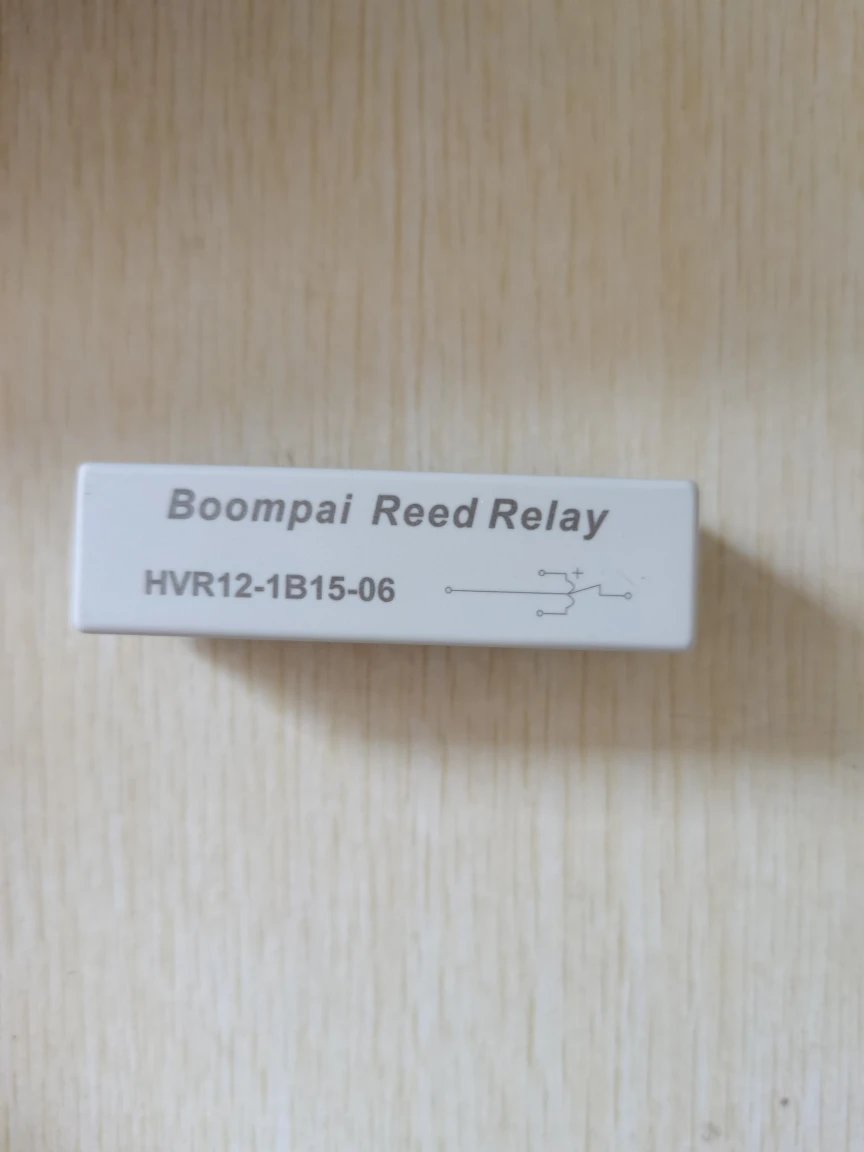 Boompai Reed Relay
HVR12-1B15-06
+